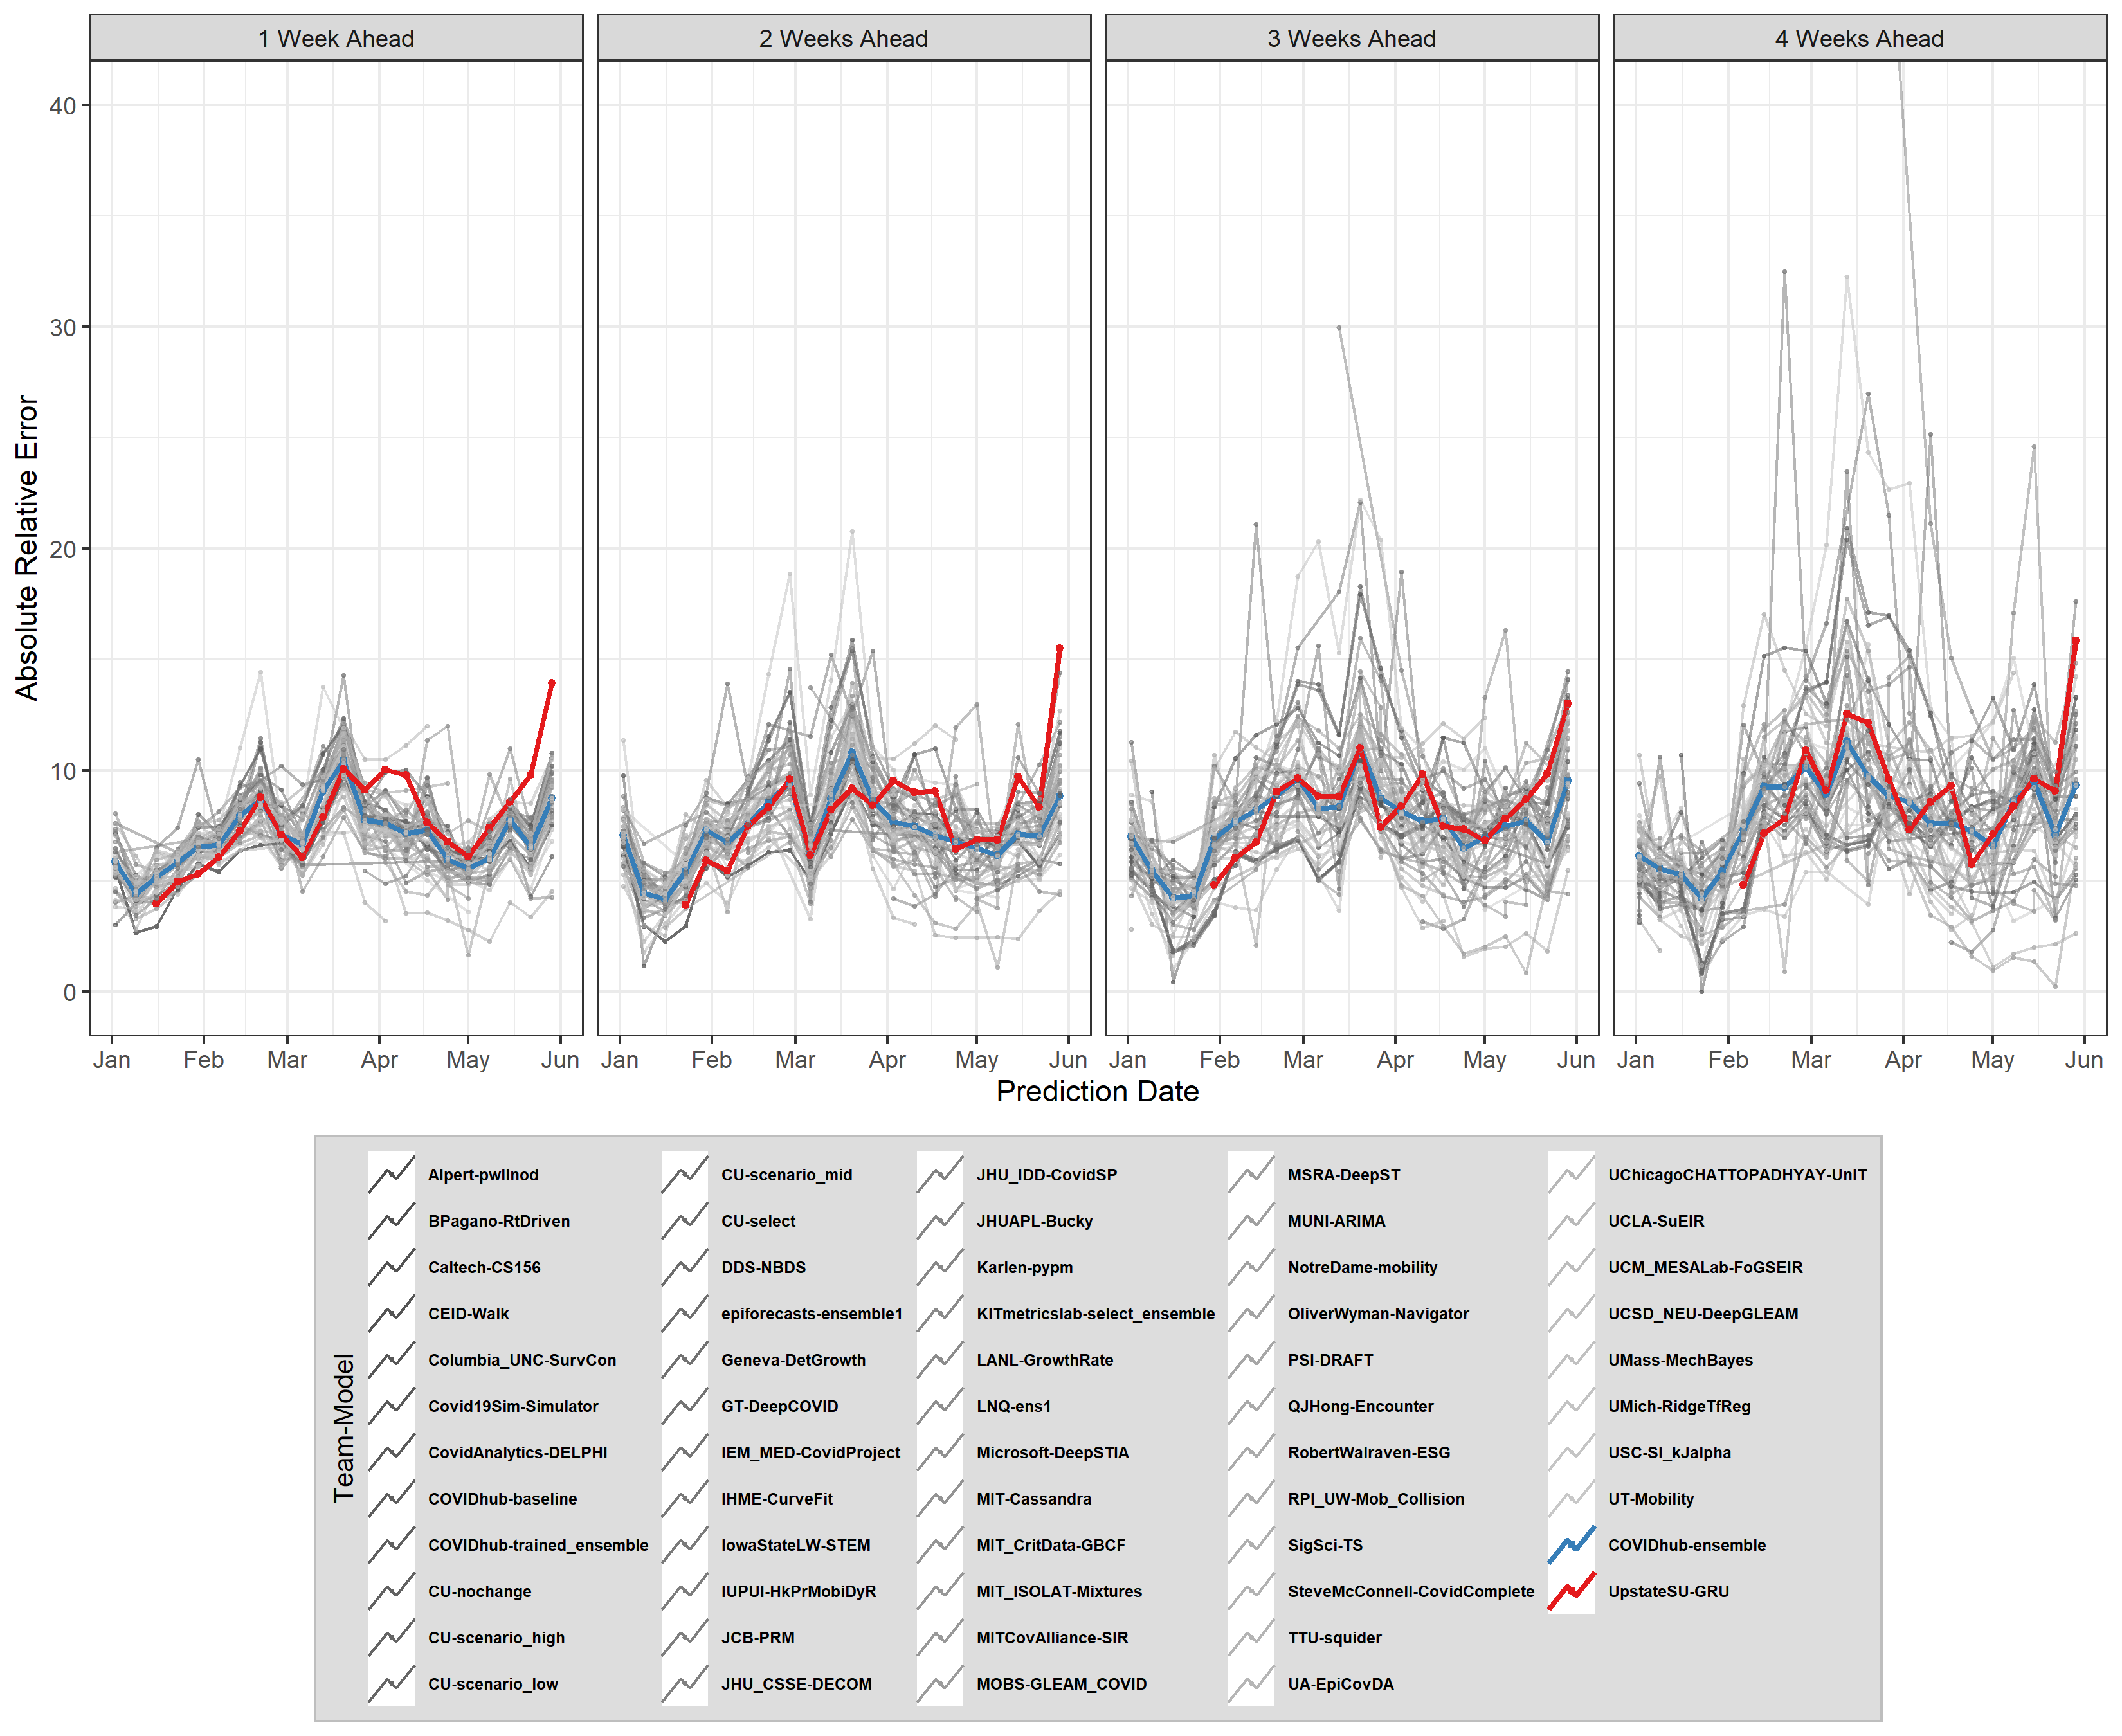 1 Week Ahead
2 Weeks Ahead
3 Weeks Ahead
4 Weeks Ahead
Absolute Relative Error
40
30
20
10
0
Jan Feb Mar Apr May Jun
Jan Feb Mar Apr May Jun
Jan Feb Mar Apr May Jun
Jan Feb Mar Apr May Jun
Prediction Date
Team-Model
Alpert-pwllnod
BPagano-RtDriven
Caltech-CS156
CEID-Walk
Columbia_UNC-SurvCon
Covid19Sim-Simulator
CovidAnalytics-DELPHI
COVIDhub-baseline
COVIDhub-trained_ensemble
CU-nochange
CU-scenario_high
CU-scenario_low
CU-scenario_mid
CU-select
DDS-NBDS
epiforecasts-ensemble1
Geneva-DetGrowth
GT-DeepCOVID
IEM_MED-CovidProject
IHME-CurveFit
IowaStateLW-STEM
IUPUI-HkPrMobiDyR
JCB-PRM
JHU_CSSE-DECOM
JHU_IDD-CovidSP
JHUAPL-Bucky
Karlen-pypm
KITmetricslab-select_ensemble
LANL-GrowthRate
LNQ-ens1
Microsoft-DeepSTIA
MIT-Cassandra
MIT_CritData-GBCF
MIT_ISOLAT-Mixtures
MITCovAlliance-SIR
MOBS-GLEAM_COVID
MSRA-DeepST
MUNI-ARIMA
NotreDame-mobility
OliverWyman-Navigator
PSI-DRAFT
QJHong-Encounter
RobertWalraven-ESG
RPI_UW-Mob_Collision
SigSci-TS
SteveMcConnell-CovidComplete
TTU-squider
UA-EpiCovDA
UChicagoCHATTOPADHYAY-UnIT
UCLA-SuEIR
UCM_MESALab-FoGSEIR
UCSD_NEU-DeepGLEAM
UMass-MechBayes
UMich-RidgeTfReg
USC-SI_kJalpha
UT-Mobility
COVIDhub-ensemble
UpstateSU-GRU